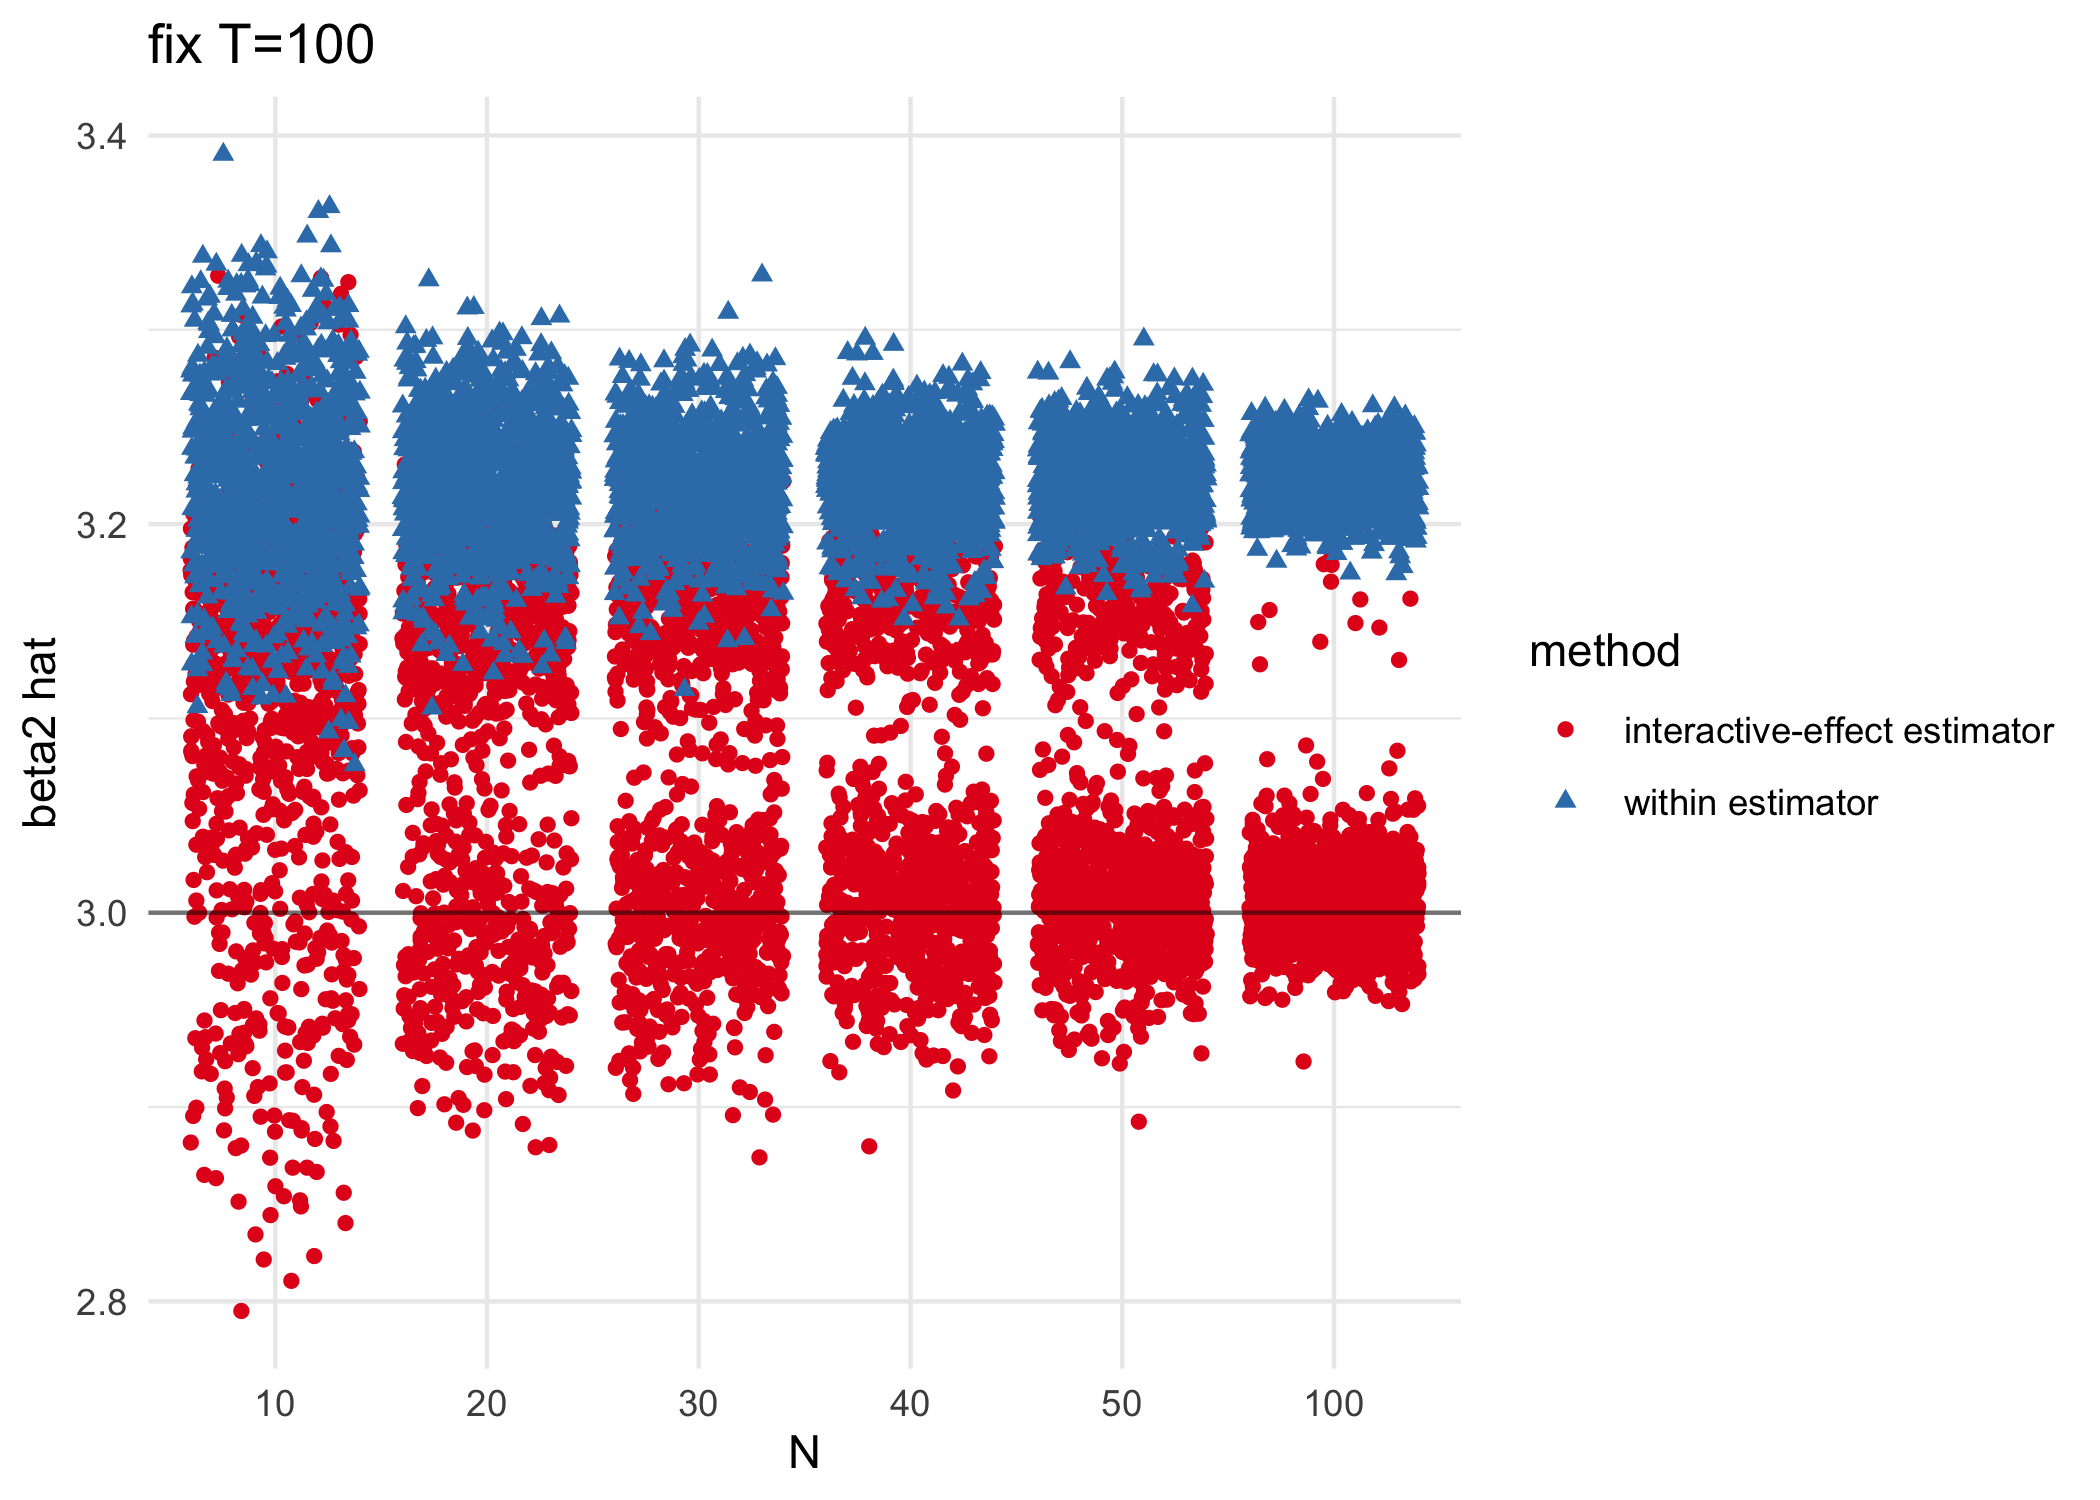 fix T=100
3.4
3.2
3.0
2.8
beta2 hat
10 20 30 40 50 100
N
method
interactive-effect estimator
within estimator